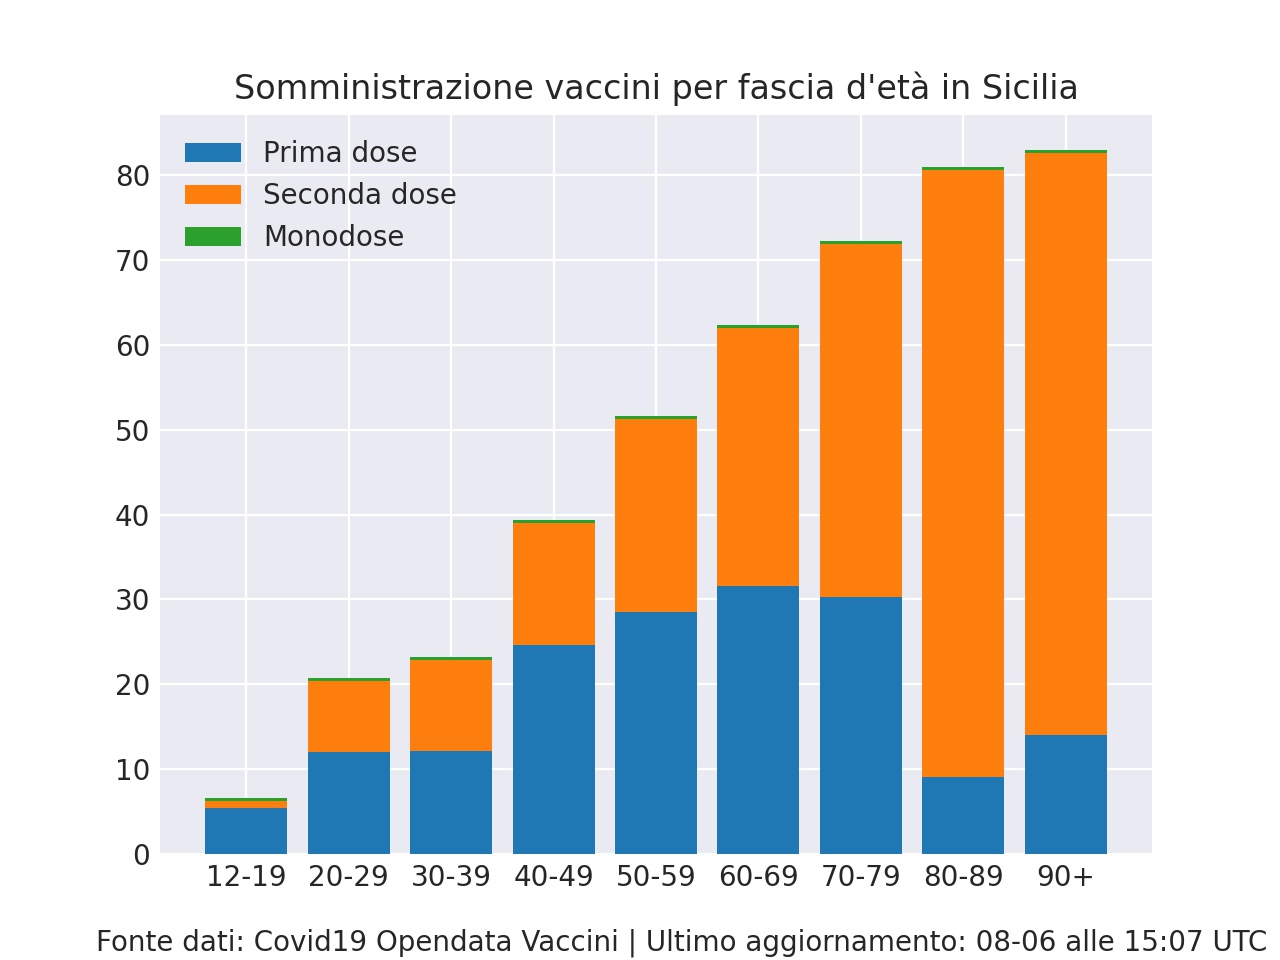 Somministrazione vaccini per fascia d'età in Sicilia
Prima dose
Seconda dose
Monodose
80
70
60
50
40
30
20
10
0
12-19 20-29 30-39 40-49 50-59 60-69 70-79 80-89 90+
Fonte dati: Covid19 Opendata Vaccini | Ultimo aggiornamento: 08-06 alle 15:07 UTC